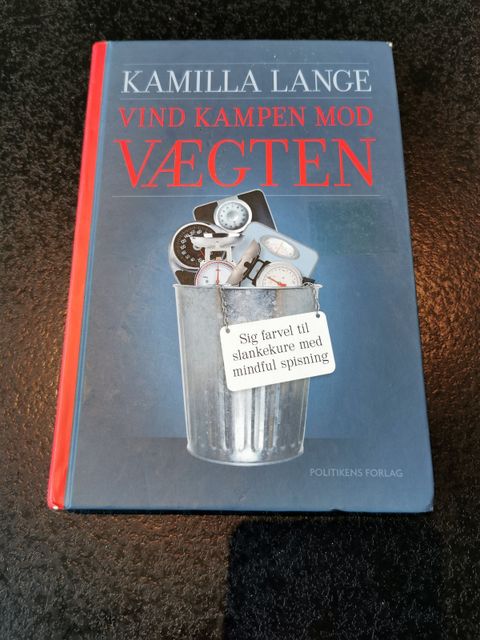 KAMILLA LANGE
VIND KAMPEN MOD
VÆGTEN
Sig farvel til
slankekure med
mindful spisning
POLITIKENS FORLAG